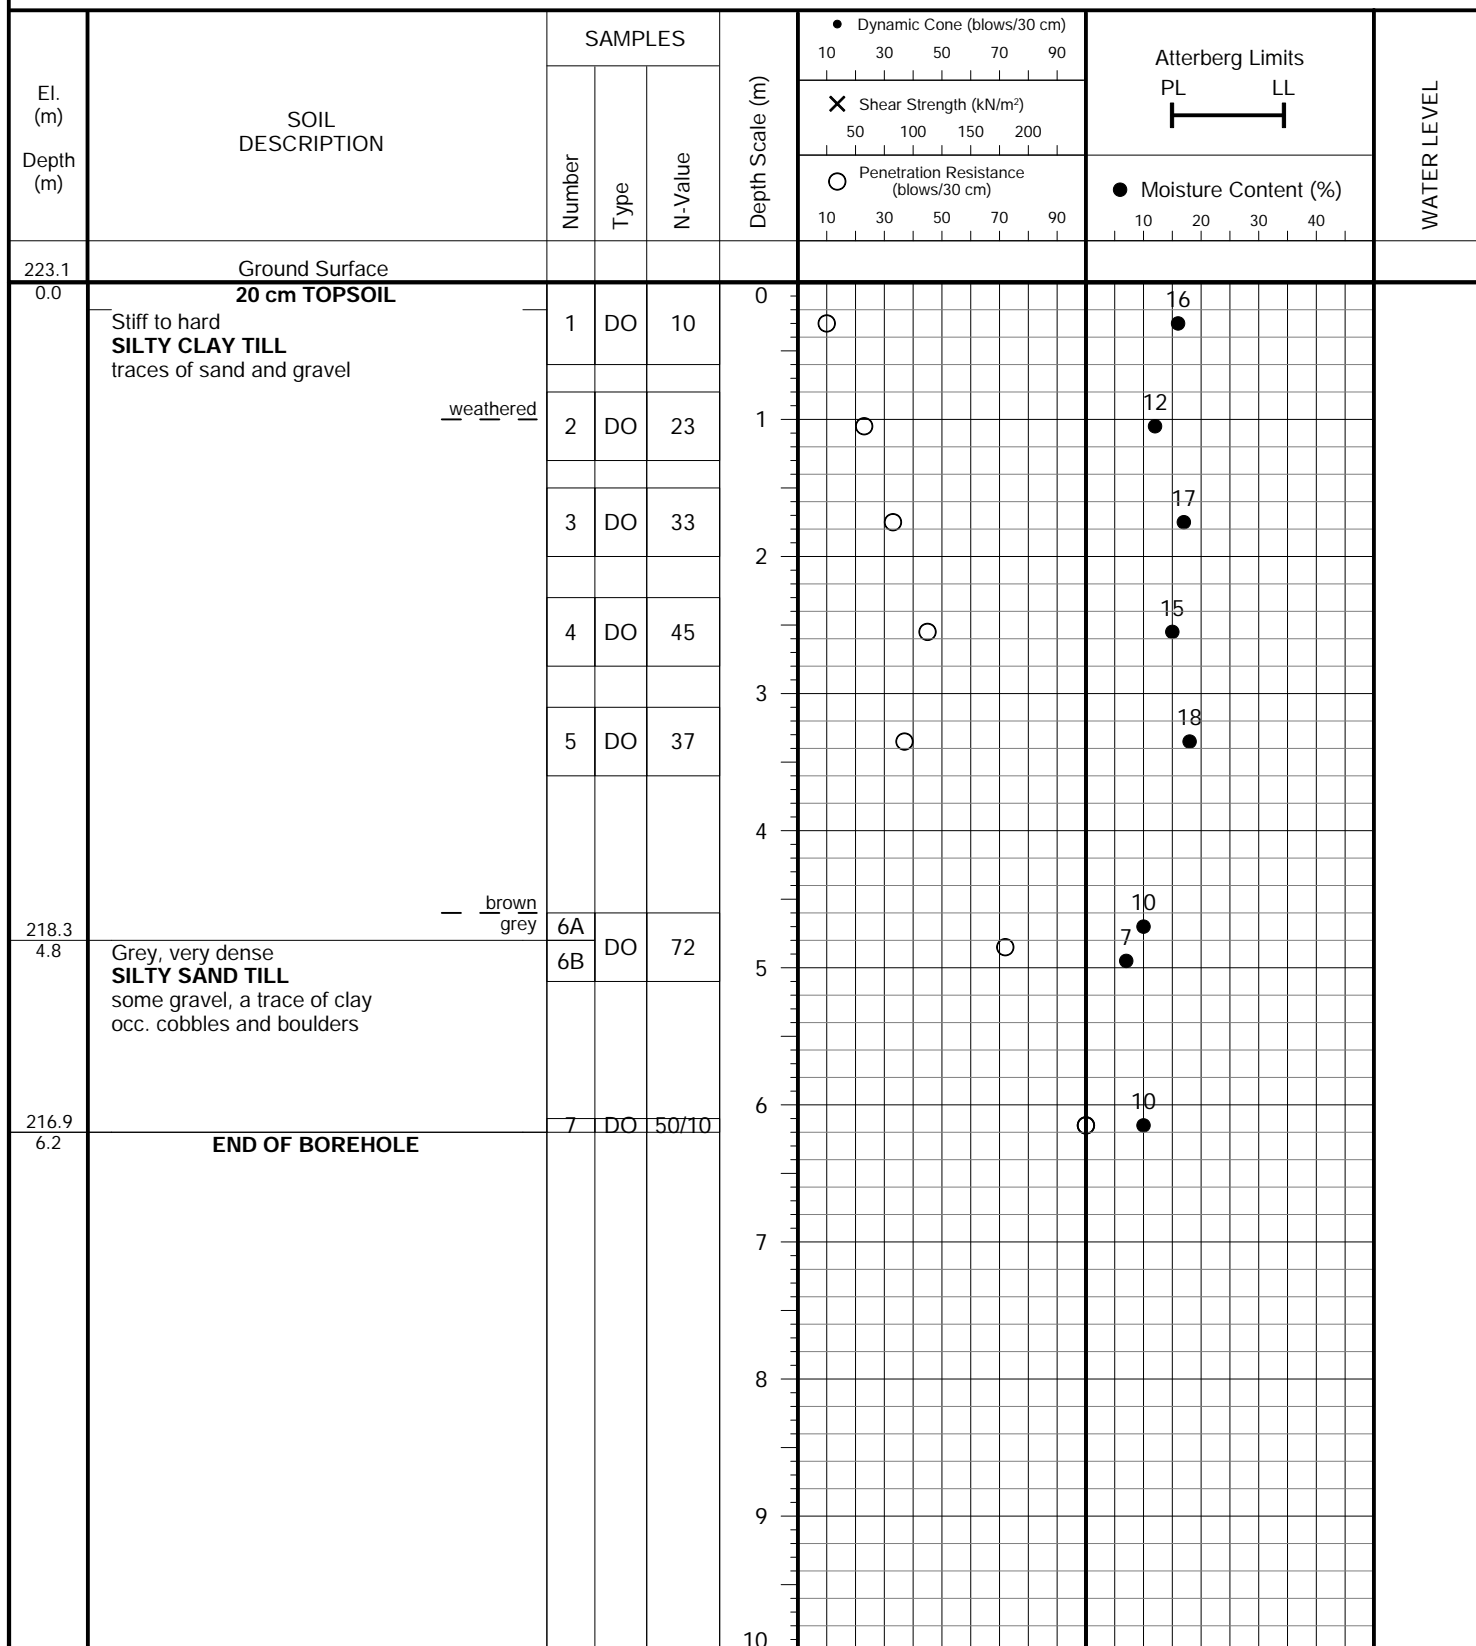 El.
(m)
Depth
(m)
SOIL
DESCRIPTION
SAMPLES
Number
Type
N-Value
Depth Scale (m)
Dynamic Cone (blows/30 cm)
10 30 50 70 90
Shear Strength (kN/m²)
50 100 150 200
Penetration Resistance
(blows/30 cm)
10 30 50 70 90
Atterberg Limits
PL LL
Moisture Content (%)
10 20 30 40
WATER LEVEL
223.1 Ground Surface
0.0 20 cm TOPSOIL 0
16
Stiff to hard 1 DO 10
SILTY CLAY TILL
traces of sand and gravel
weathered 12
1
2 DO 23
17
3 DO 33
2
15
4 DO 45
3
18
5 DO 37
4
brown 10
grey 6A
218.3 7
4.8 Grey, very dense DO 72
6B 5
SILTY SAND TILL
some gravel, a trace of clay
occ. cobbles and boulders
6 10
216.9 7 DO 50/10
6.2 END OF BOREHOLE
7
8
9
10